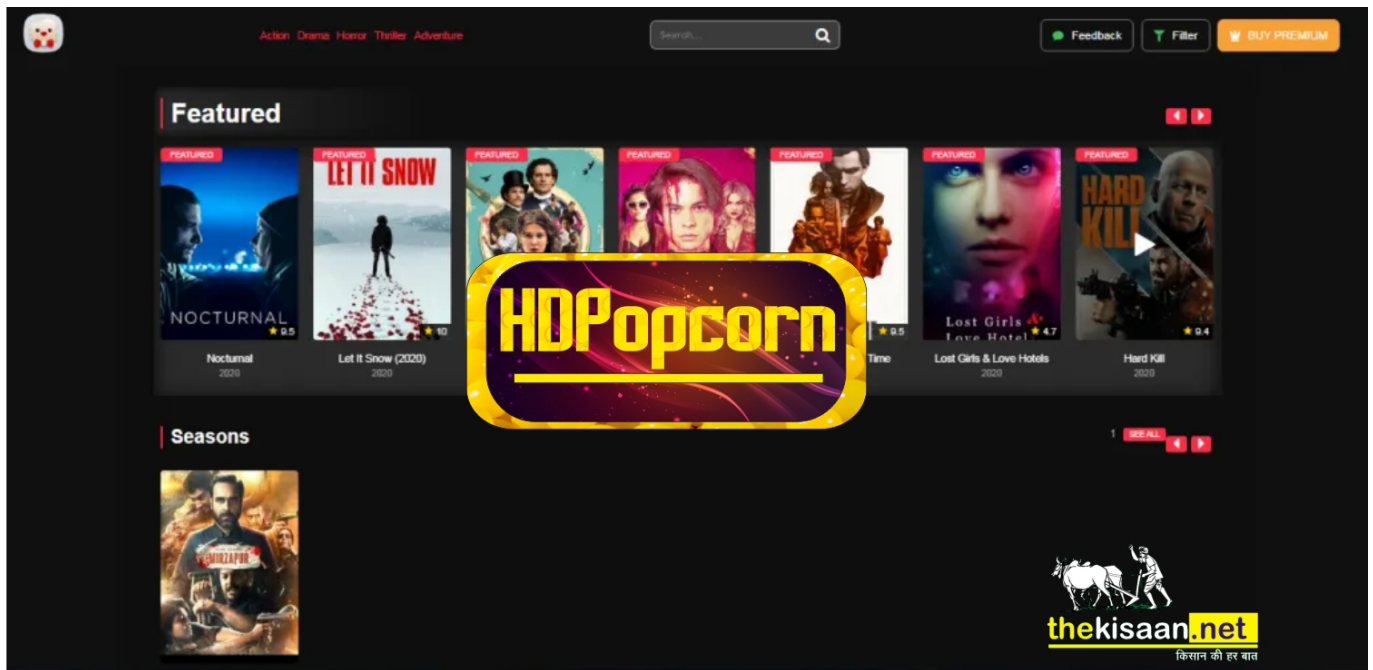 Action Drama Horror Thriller Adventure
Search...
Feedback
Filter
BUY PREMIUM
Featured
FEATURED
FEATURED
FEATURED
FEATURED
FEATURED
FEATURED
FEATURED
LET IT SNOW
HARD
KILL
NOCTURNAL
Lost Girls &
Love Hotels
9.5
10
9.5
4.7
9.4
HDPopcorn
Nocturnal
2020
Let It Snow (2020)
2020
Time
Lost Girls & Love Hotels
2020
Hard Kill
2020
Seasons
1
SEE ALL
MIRZAPUR
thekisaan.net
किसान की हर बात